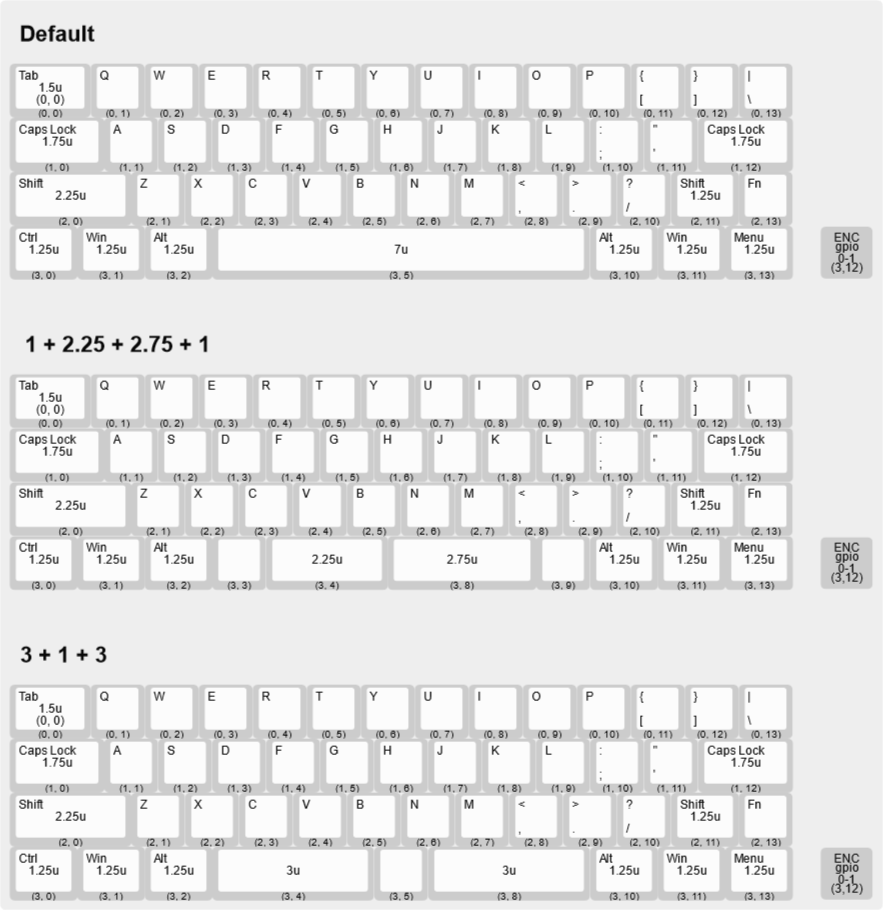 Default
Tab Q W E R T Y U I O P { } |
1.5u
(0, 0) [ ] \
(0, 0) (0, 1) (0, 2) (0, 3) (0, 4) (0, 5) (0, 6) (0, 7) (0, 8) (0, 9) (0, 10) (0, 11) (0, 12) (0, 13)
Caps Lock A S D F G H J K L : " Caps Lock
1.75u ; ' 1.75u
(1, 0) (1, 1) (1, 2) (1, 3) (1, 4) (1, 5) (1, 6) (1, 7) (1, 8) (1, 9) (1, 10) (1, 11) (1, 12)
Shift Z X C V B N M < > ? Shift Fn
2.25u , . / 1.25u
(2, 0) (2, 1) (2, 2) (2, 3) (2, 4) (2, 5) (2, 6) (2, 7) (2, 8) (2, 9) (2, 10) (2, 11) (2, 13)
Ctrl Win Alt Alt Win Menu
1.25u 1.25u 1.25u 7u 1.25u 1.25u 1.25u
(3, 0) (3, 1) (3, 2) (3, 5) (3, 10) (3, 11) (3, 13)
ENC
gpio
0-1
(3,12)
1 + 2.25 + 2.75 + 1
Tab Q W E R T Y U I O P { } |
1.5u
(0, 0) [ ] \
(0, 0) (0, 1) (0, 2) (0, 3) (0, 4) (0, 5) (0, 6) (0, 7) (0, 8) (0, 9) (0, 10) (0, 11) (0, 12) (0, 13)
Caps Lock A S D F G H J K L : " Caps Lock
1.75u ; ' 1.75u
(1, 0) (1, 1) (1, 2) (1, 3) (1, 4) (1, 5) (1, 6) (1, 7) (1, 8) (1, 9) (1, 10) (1, 11) (1, 12)
Shift Z X C V B N M < > ? Shift Fn
2.25u , . / 1.25u
(2, 0) (2, 1) (2, 2) (2, 3) (2, 4) (2, 5) (2, 6) (2, 7) (2, 8) (2, 9) (2, 10) (2, 11) (2, 13)
Ctrl Win Alt Alt Win Menu
1.25u 1.25u 1.25u 2.25u 2.75u 1.25u 1.25u 1.25u
(3, 0) (3, 1) (3, 2) (3, 3) (3, 4) (3, 8) (3, 9) (3, 10) (3, 11) (3, 13)
ENC
gpio
0-1
(3,12)
3 + 1 + 3
Tab Q W E R T Y U I O P { } |
1.5u
(0, 0) [ ] \
(0, 0) (0, 1) (0, 2) (0, 3) (0, 4) (0, 5) (0, 6) (0, 7) (0, 8) (0, 9) (0, 10) (0, 11) (0, 12) (0, 13)
Caps Lock A S D F G H J K L : " Caps Lock
1.75u ; ' 1.75u
(1, 0) (1, 1) (1, 2) (1, 3) (1, 4) (1, 5) (1, 6) (1, 7) (1, 8) (1, 9) (1, 10) (1, 11) (1, 12)
Shift Z X C V B N M < > ? Shift Fn
2.25u , . / 1.25u
(2, 0) (2, 1) (2, 2) (2, 3) (2, 4) (2, 5) (2, 6) (2, 7) (2, 8) (2, 9) (2, 10) (2, 11) (2, 13)
Ctrl Win Alt Alt Win Menu
1.25u 1.25u 1.25u 3u 3u 1.25u 1.25u 1.25u
(3, 0) (3, 1) (3, 2) (3, 4) (3, 5) (3, 8) (3, 10) (3, 11) (3, 13)
ENC
gpio
0-1
(3,12)